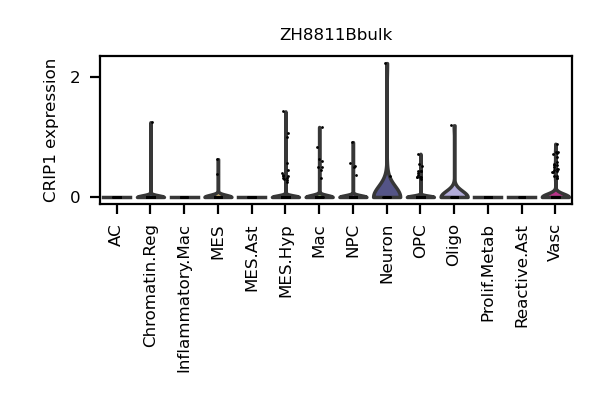 ZH8811Bbulk
CRIP1 expression
2
0
AC
Chromatin.Reg
Inflammatory.Mac
MES
MES.Ast
MES.Hyp
Mac
NPC
Neuron
OPC
Oligo
Prolif.Metab
Reactive.Ast
Vasc